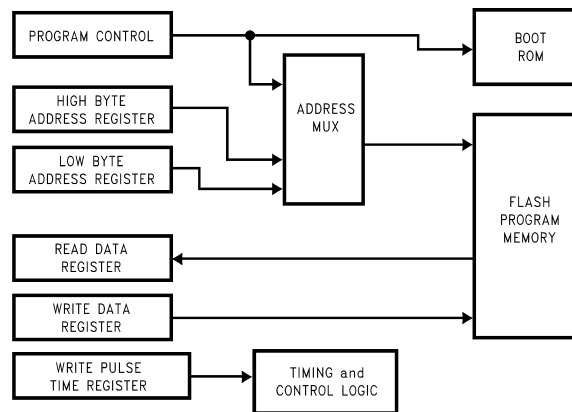 PROGRAM CONTROL
BOOT
ROM
HIGH BYTE
ADDRESS REGISTER
ADDRESS
MUX
LOW BYTE
ADDRESS REGISTER
FLASH
PROGRAM
MEMORY
READ DATA
REGISTER
WRITE DATA
REGISTER
WRITE PULSE
TIME REGISTER
TIMING and
CONTROL LOGIC